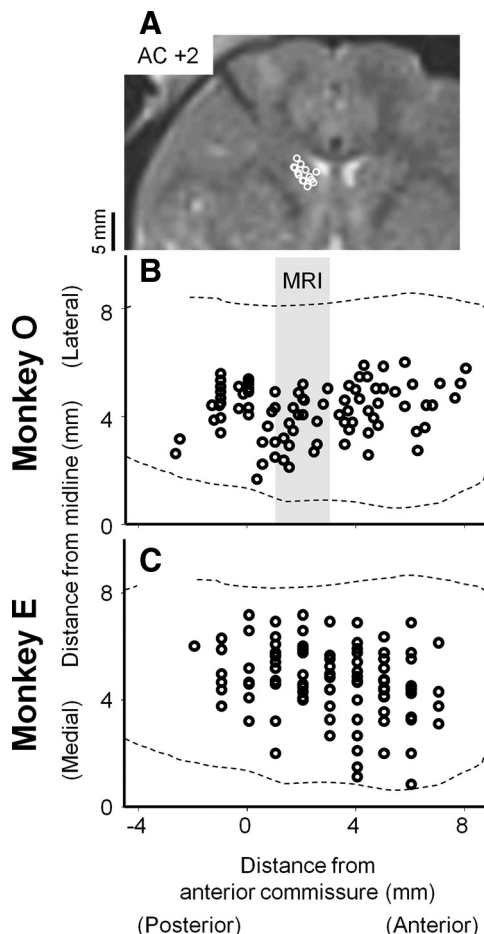 A
AC +2
5 mm
B
MRI
Monkey O
Distance from midline (mm)
(Lateral)
(Medial)
8
4
0
C
Monkey E
8
4
0
-4
0
4
8
Distance from
anterior commissure (mm)
(Posterior)
(Anterior)